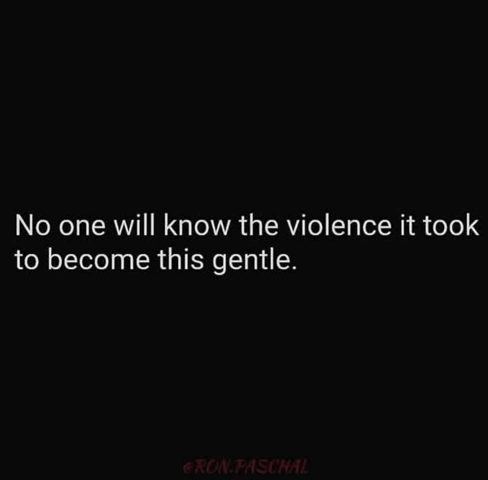 No one will know the violence it took
to become this gentle.
@RON.PASCHAL